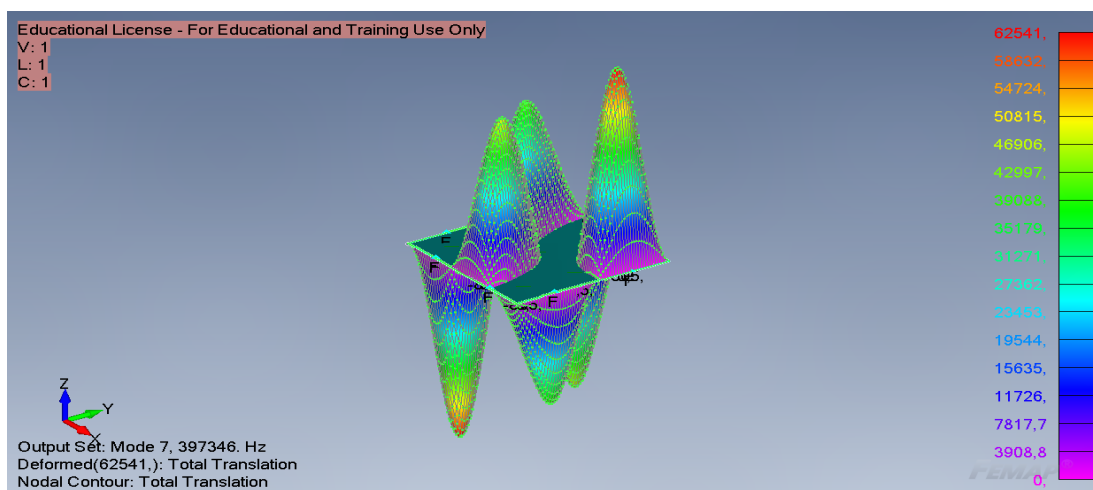 Educational License - For Educational and Training Use Only
V: 1
L: 1
C: 1
62541,
58632,
54724,
50815,
46906,
42997,
39088,
35179,
31271,
27362,
23453,
19544,
15635,
11726,
7817,7
3908,8
0,
F
F
F
F
Z
Y
X
Output Set: Mode 7, 397346. Hz
Deformed(62541,): Total Translation
Nodal Contour: Total Translation
FEMAP